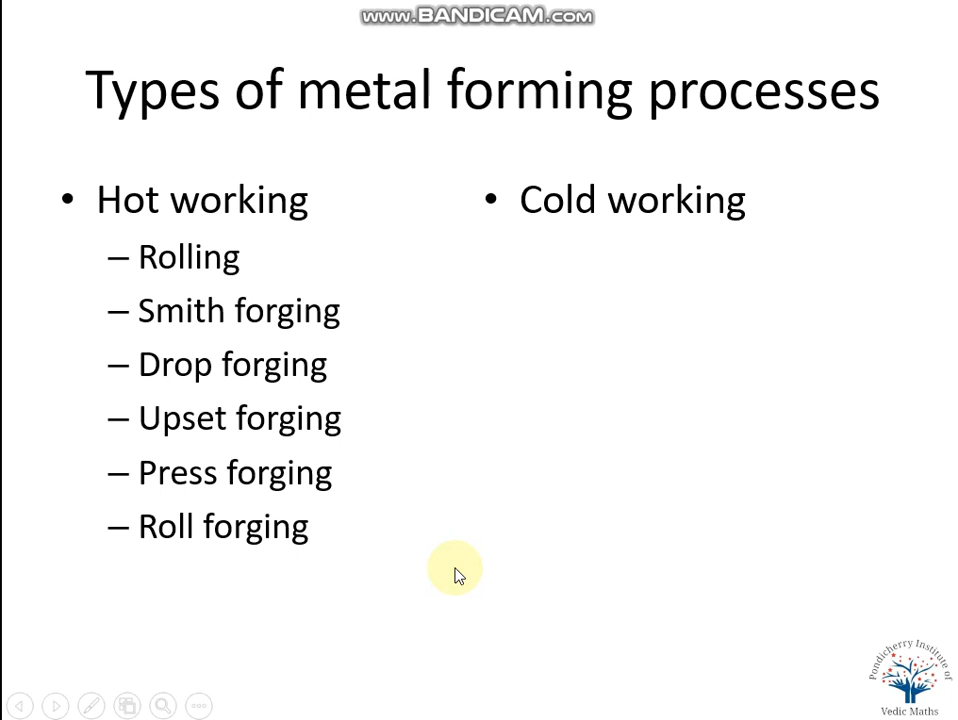 www.BANDICAM.com
Types of metal forming processes
• Hot working
– Rolling
– Smith forging
– Drop forging
– Upset forging
– Press forging
– Roll forging
• Cold working
Pondicherry Institute of
Vedic Maths